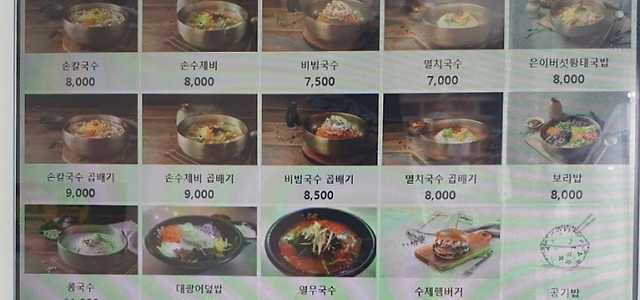 손칼국수 손수제비 비빔국수 멸치국수 은이버섯황태국밥
8,000 8,000 7,500 7,000 8,000
손칼국수 곱배기 손수제비 곱배기 비빔국수 곱배기 멸치국수 곱배기 보리밥
9,000 9,000 8,500 8,000 8,000
콩국수 대광어덮밥 열무국수 수제햄버거 공기밥